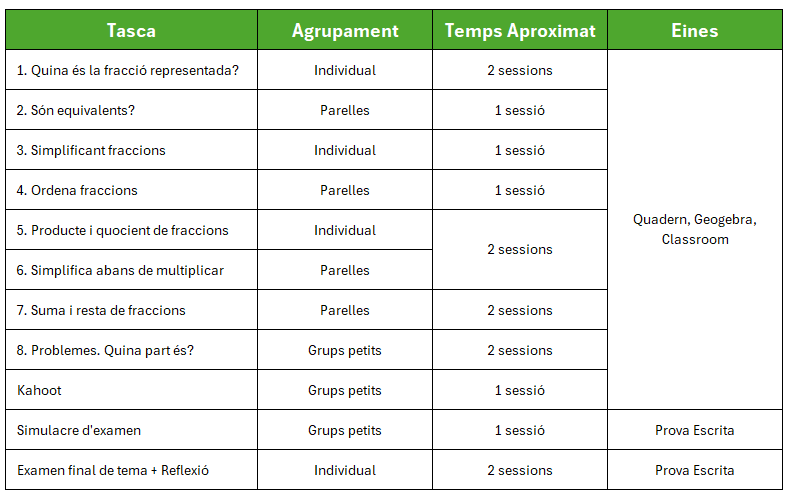 Tasca Agrupament Temps Aproximat Eines
1. Quina és la fracció representada? Individual 2 sessions
2. Són equivalents? Parelles 1 sessió
3. Simplificant fraccions Individual 1 sessió
4. Ordena fraccions Parelles 1 sessió
Quadern, Geogebra,
Classroom
5. Producte i quocient de fraccions Individual
2 sessions
6. Simplifica abans de multiplicar Parelles
7. Suma i resta de fraccions Parelles 2 sessions
8. Problemes. Quina part és? Grups petits 2 sessions
Kahoot Grups petits 1 sessió
Simulacre d'examen Grups petits 1 sessió Prova Escrita
Examen final de tema + Reflexió Individual 2 sessions Prova Escrita